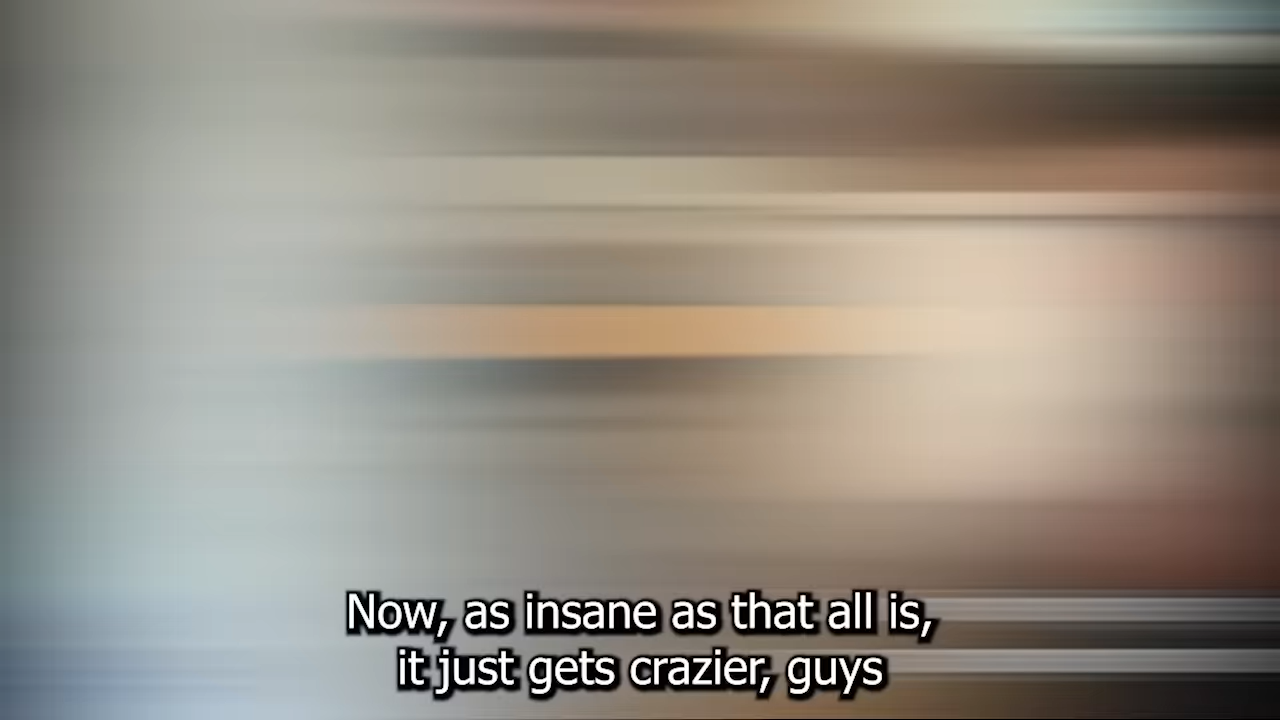 Now, as insane as that all is,
it just gets crazier, guys